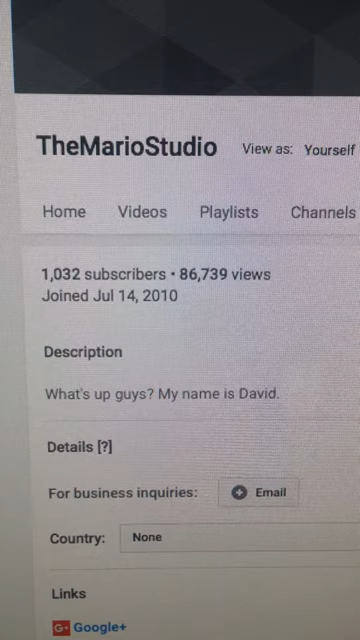 TheMarioStudio View as: Yourself
Home Videos Playlists Channels
1,032 subscribers • 86,739 views
Joined Jul 14, 2010
Description
What's up guys? My name is David.
Details [?]
For business inquiries: Email
Country: None
Links
G+ Google+